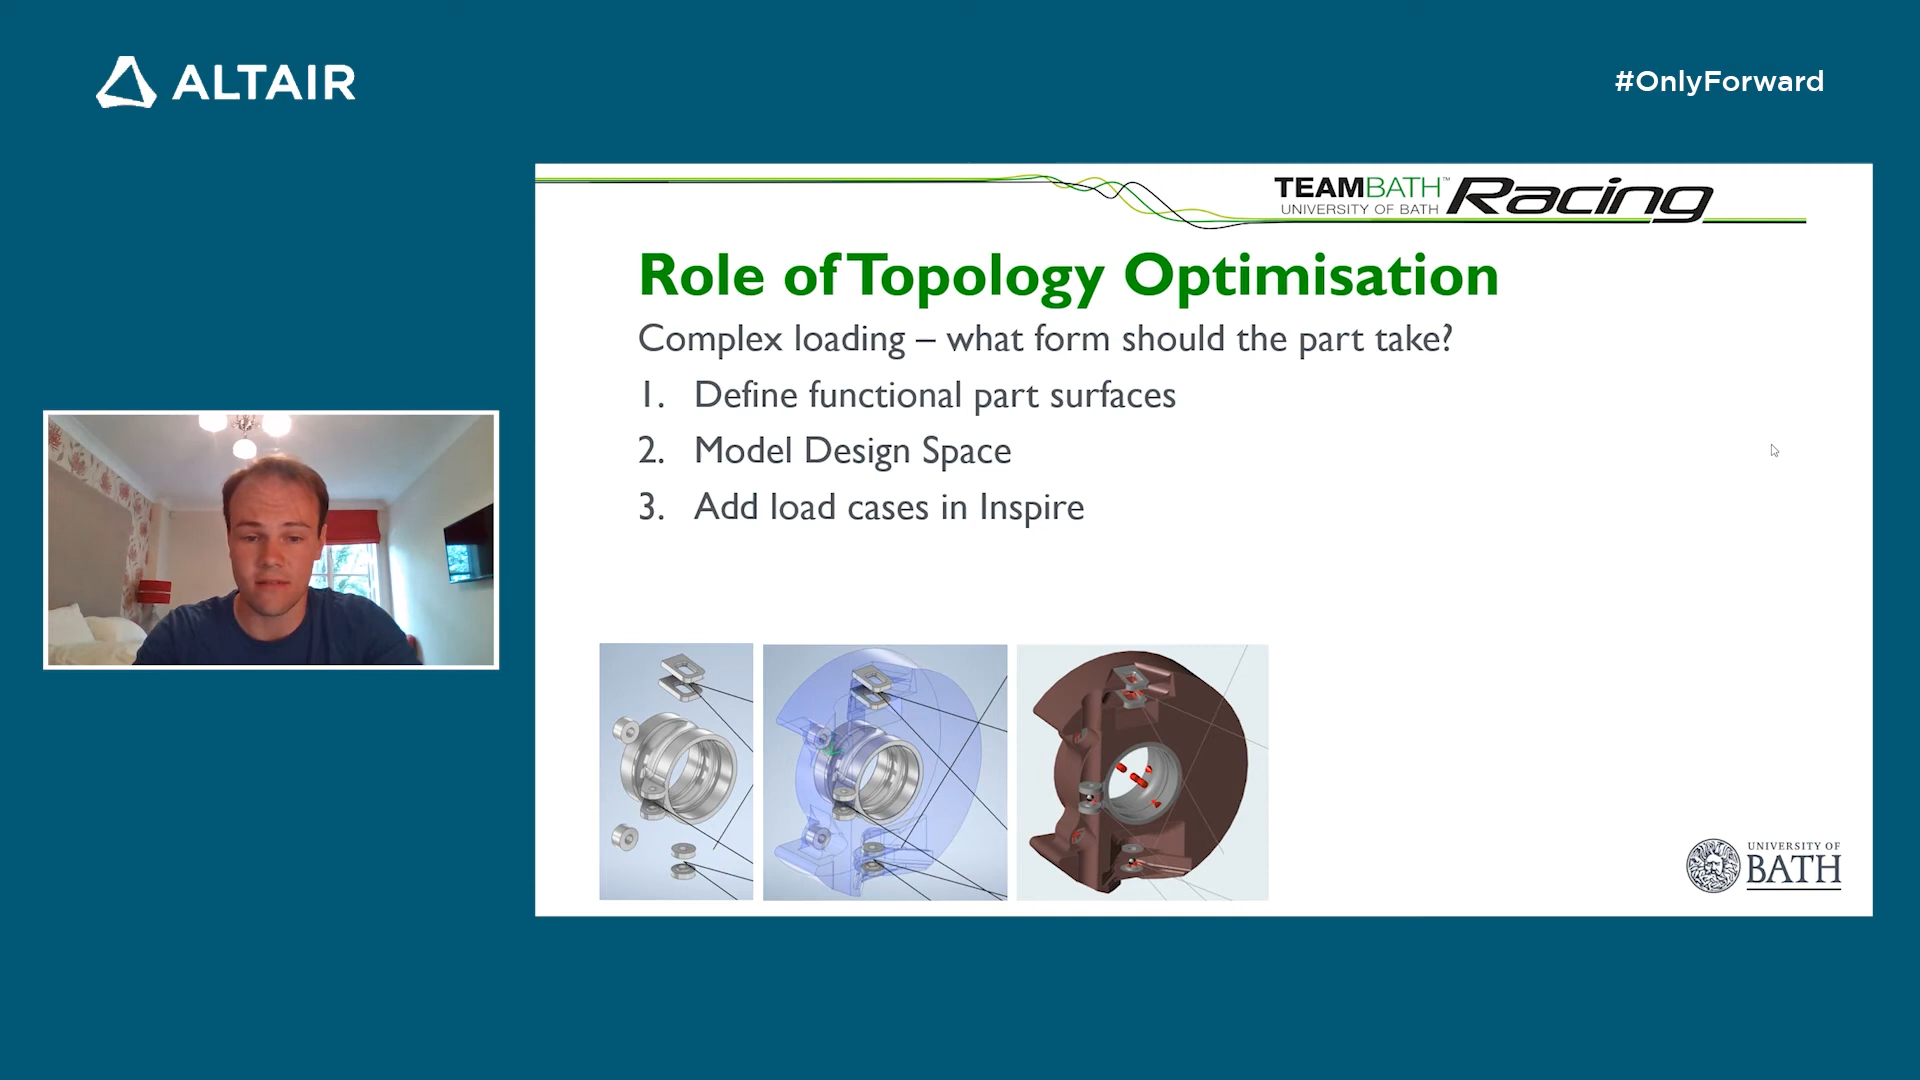 ALTAIR
#OnlyForward
TEAMBATH™ Racing
UNIVERSITY OF BATH
Role of Topology Optimisation
Complex loading – what form should the part take?
1. Define functional part surfaces
2. Model Design Space
3. Add load cases in Inspire
UNIVERSITY OF
BATH